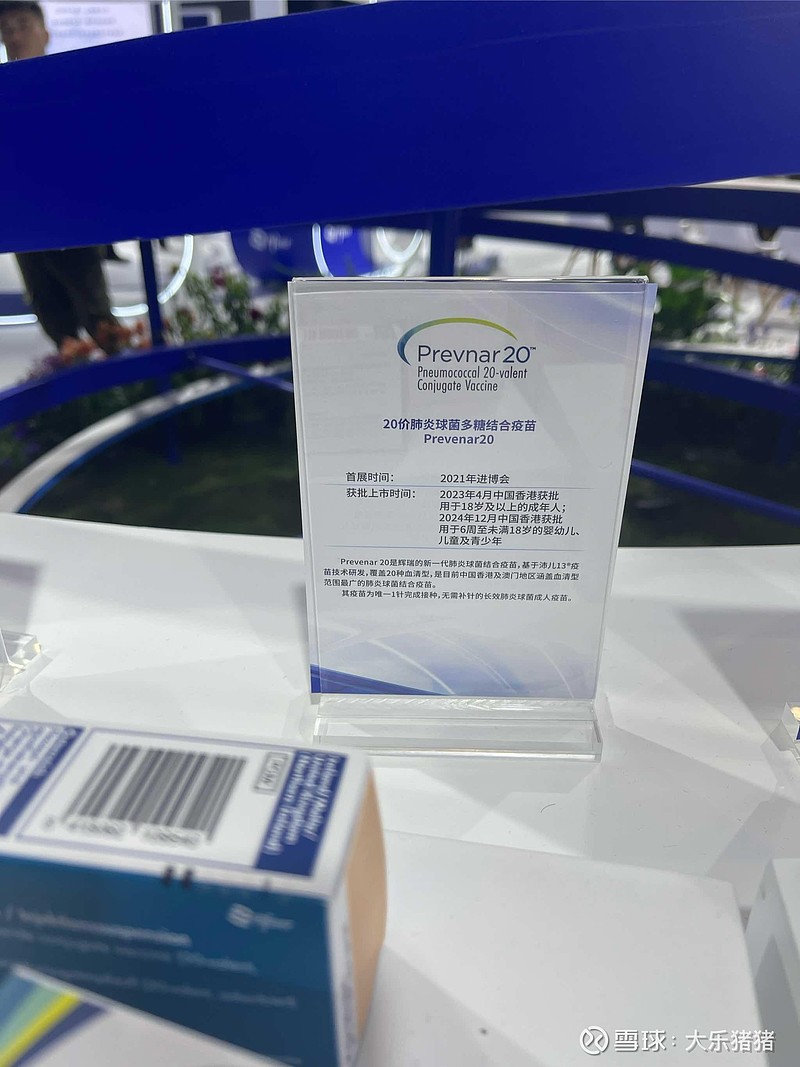 Prevnar 20™
Pneumococcal 20-valent
Conjugate Vaccine
20价肺炎球菌多糖结合疫苗
Prevenar20
首展时间： 2021年进博会
获批上市时间： 2023年4月中国香港获批
用于18岁及以上的成年人；
2024年12月中国香港获批
用于6周至未满18岁的婴幼儿、
儿童及青少年
Prevenar 20是辉瑞的新一代肺炎球菌结合疫苗，基于沛儿13®疫
苗技术研发，覆盖20种血清型，是目前中国香港及澳门地区涵盖血清型
范围最广的肺炎球菌结合疫苗。
其疫苗为唯一1针完成接种，无需补针的长效肺炎球菌成人疫苗。
Ireland/Malta/
United Kingdom
(Northern Ireland)
雪球：大乐猪猪